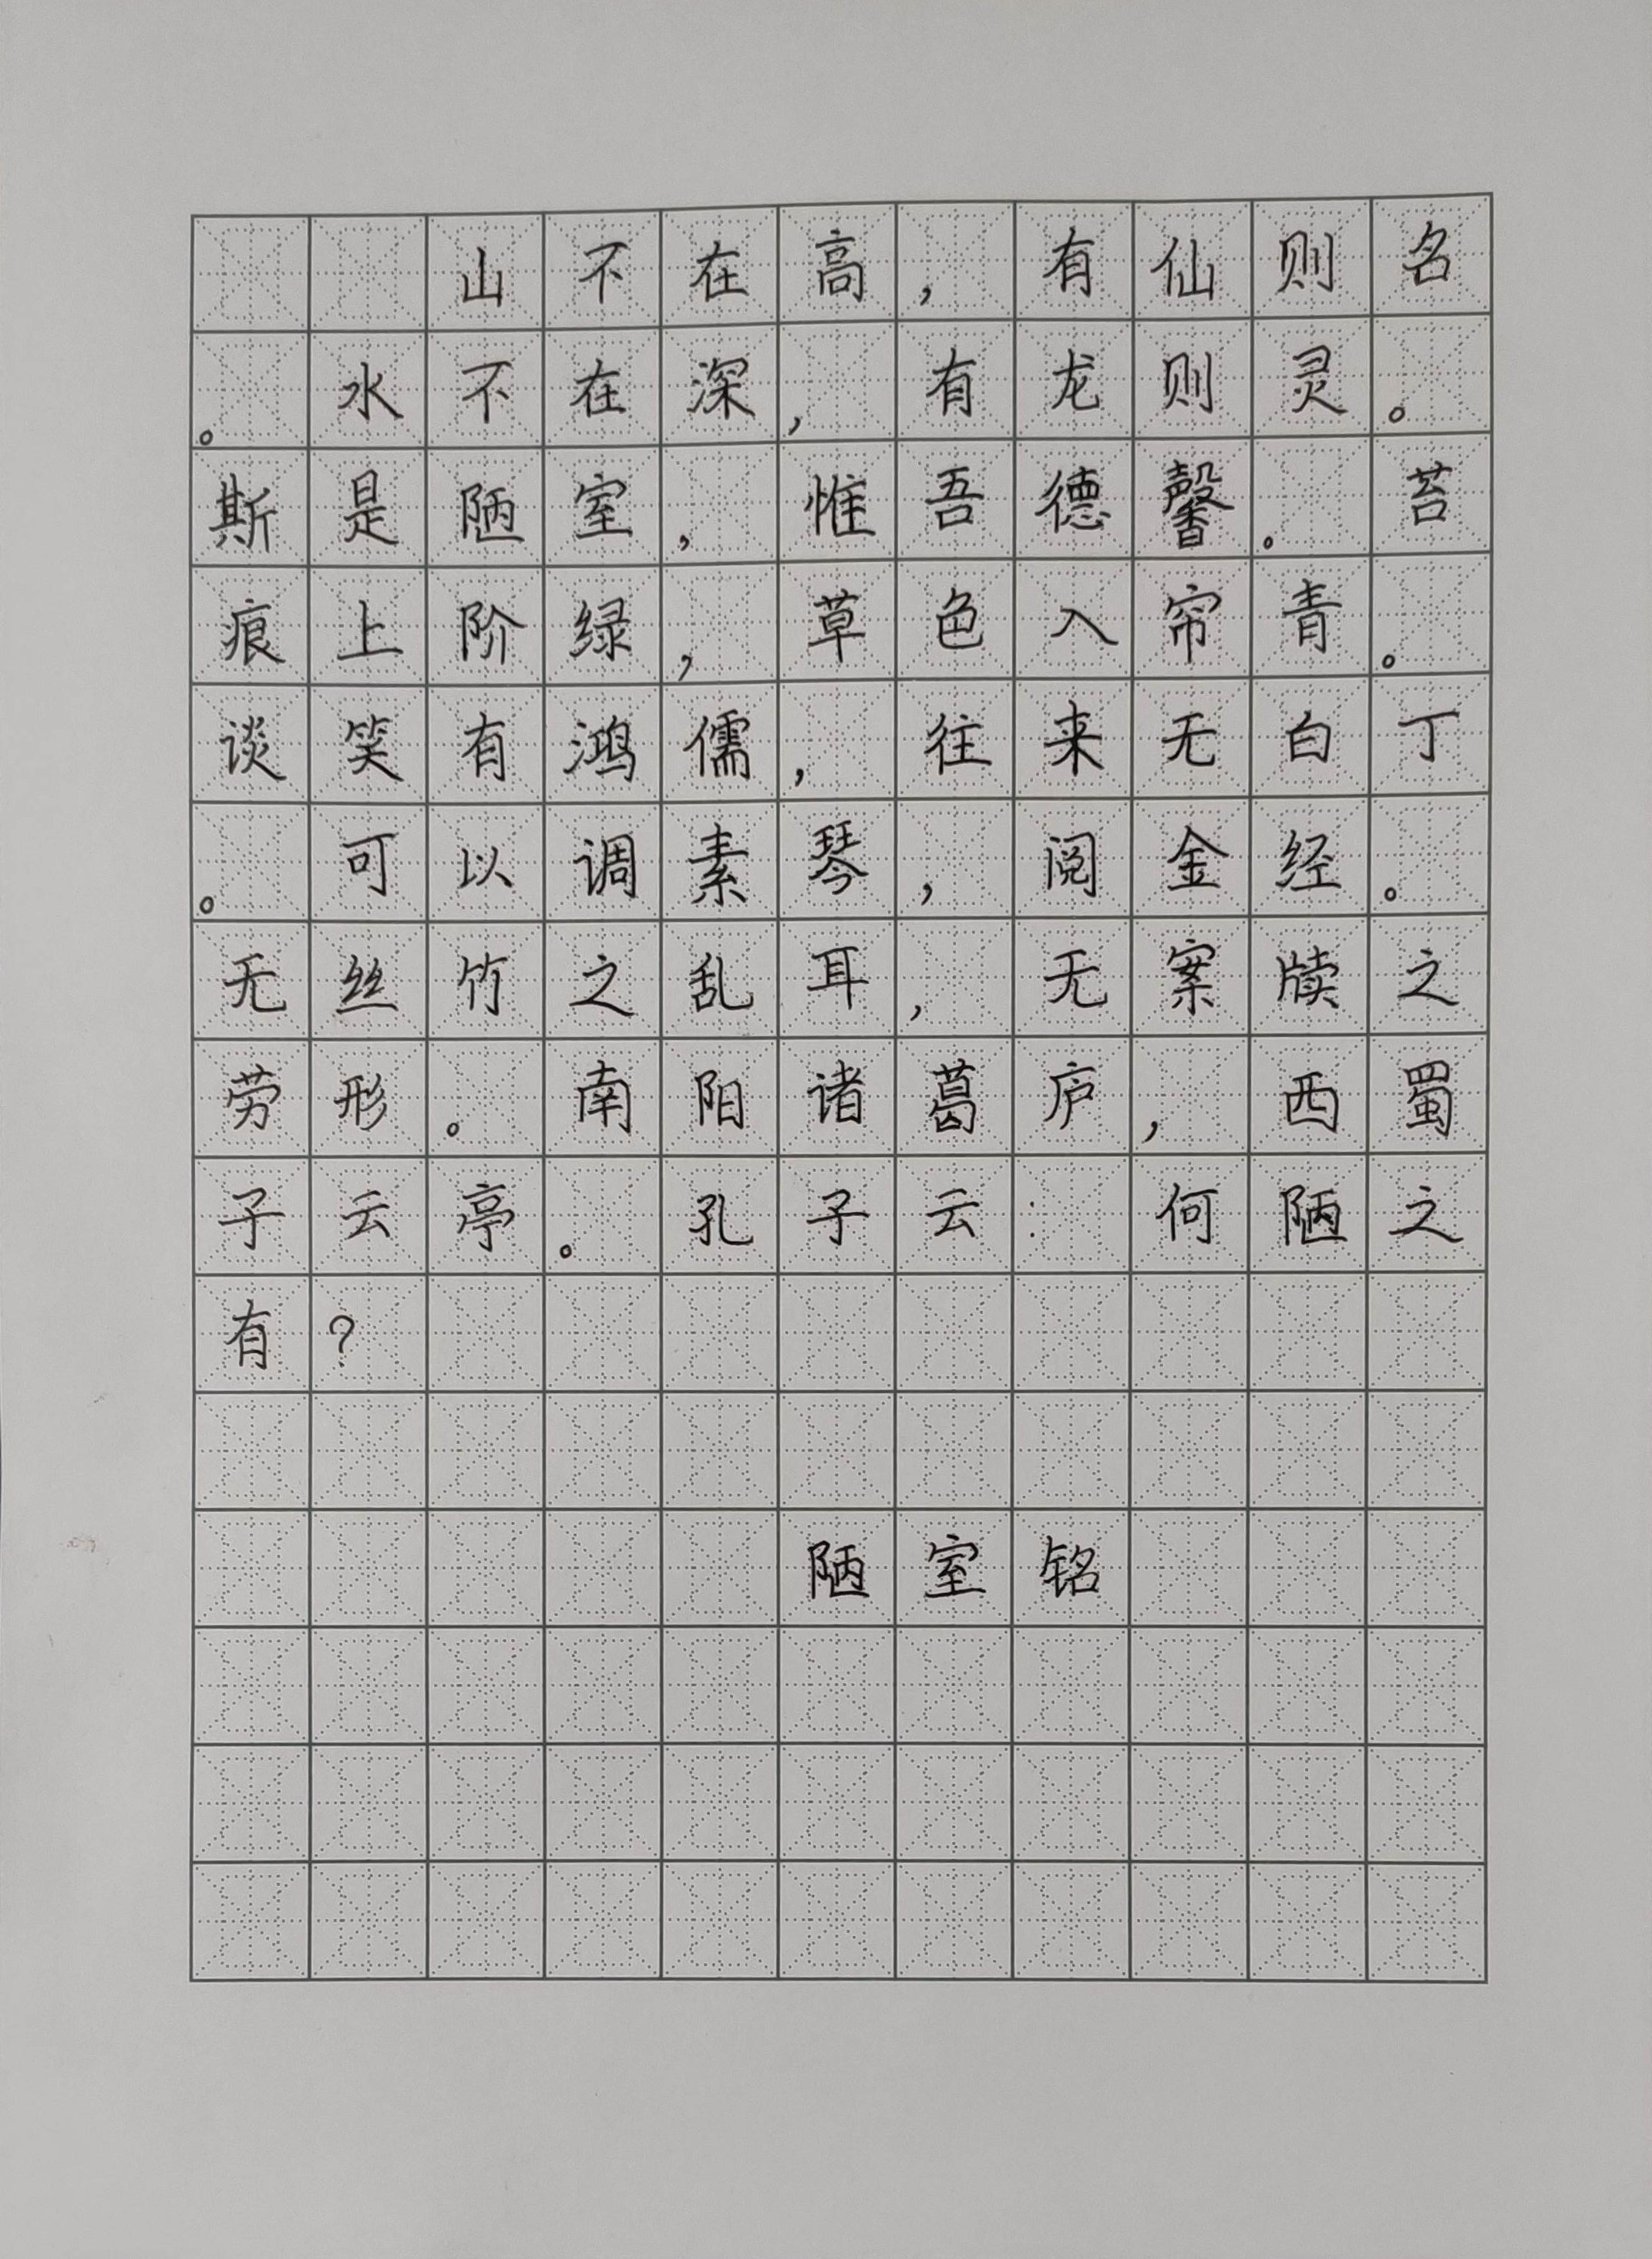 山不在高，有仙则名
。水不在深，有龙则灵。
斯是陋室，惟吾德馨。苔
痕上阶绿，草色入帘青。
谈笑有鸿儒，往来无白丁
。可以调素琴，阅金经。
无丝竹之乱耳，无案牍之
劳形。南阳诸葛庐，西蜀
子云亭。孔子云：何陋之
有？
陋室铭